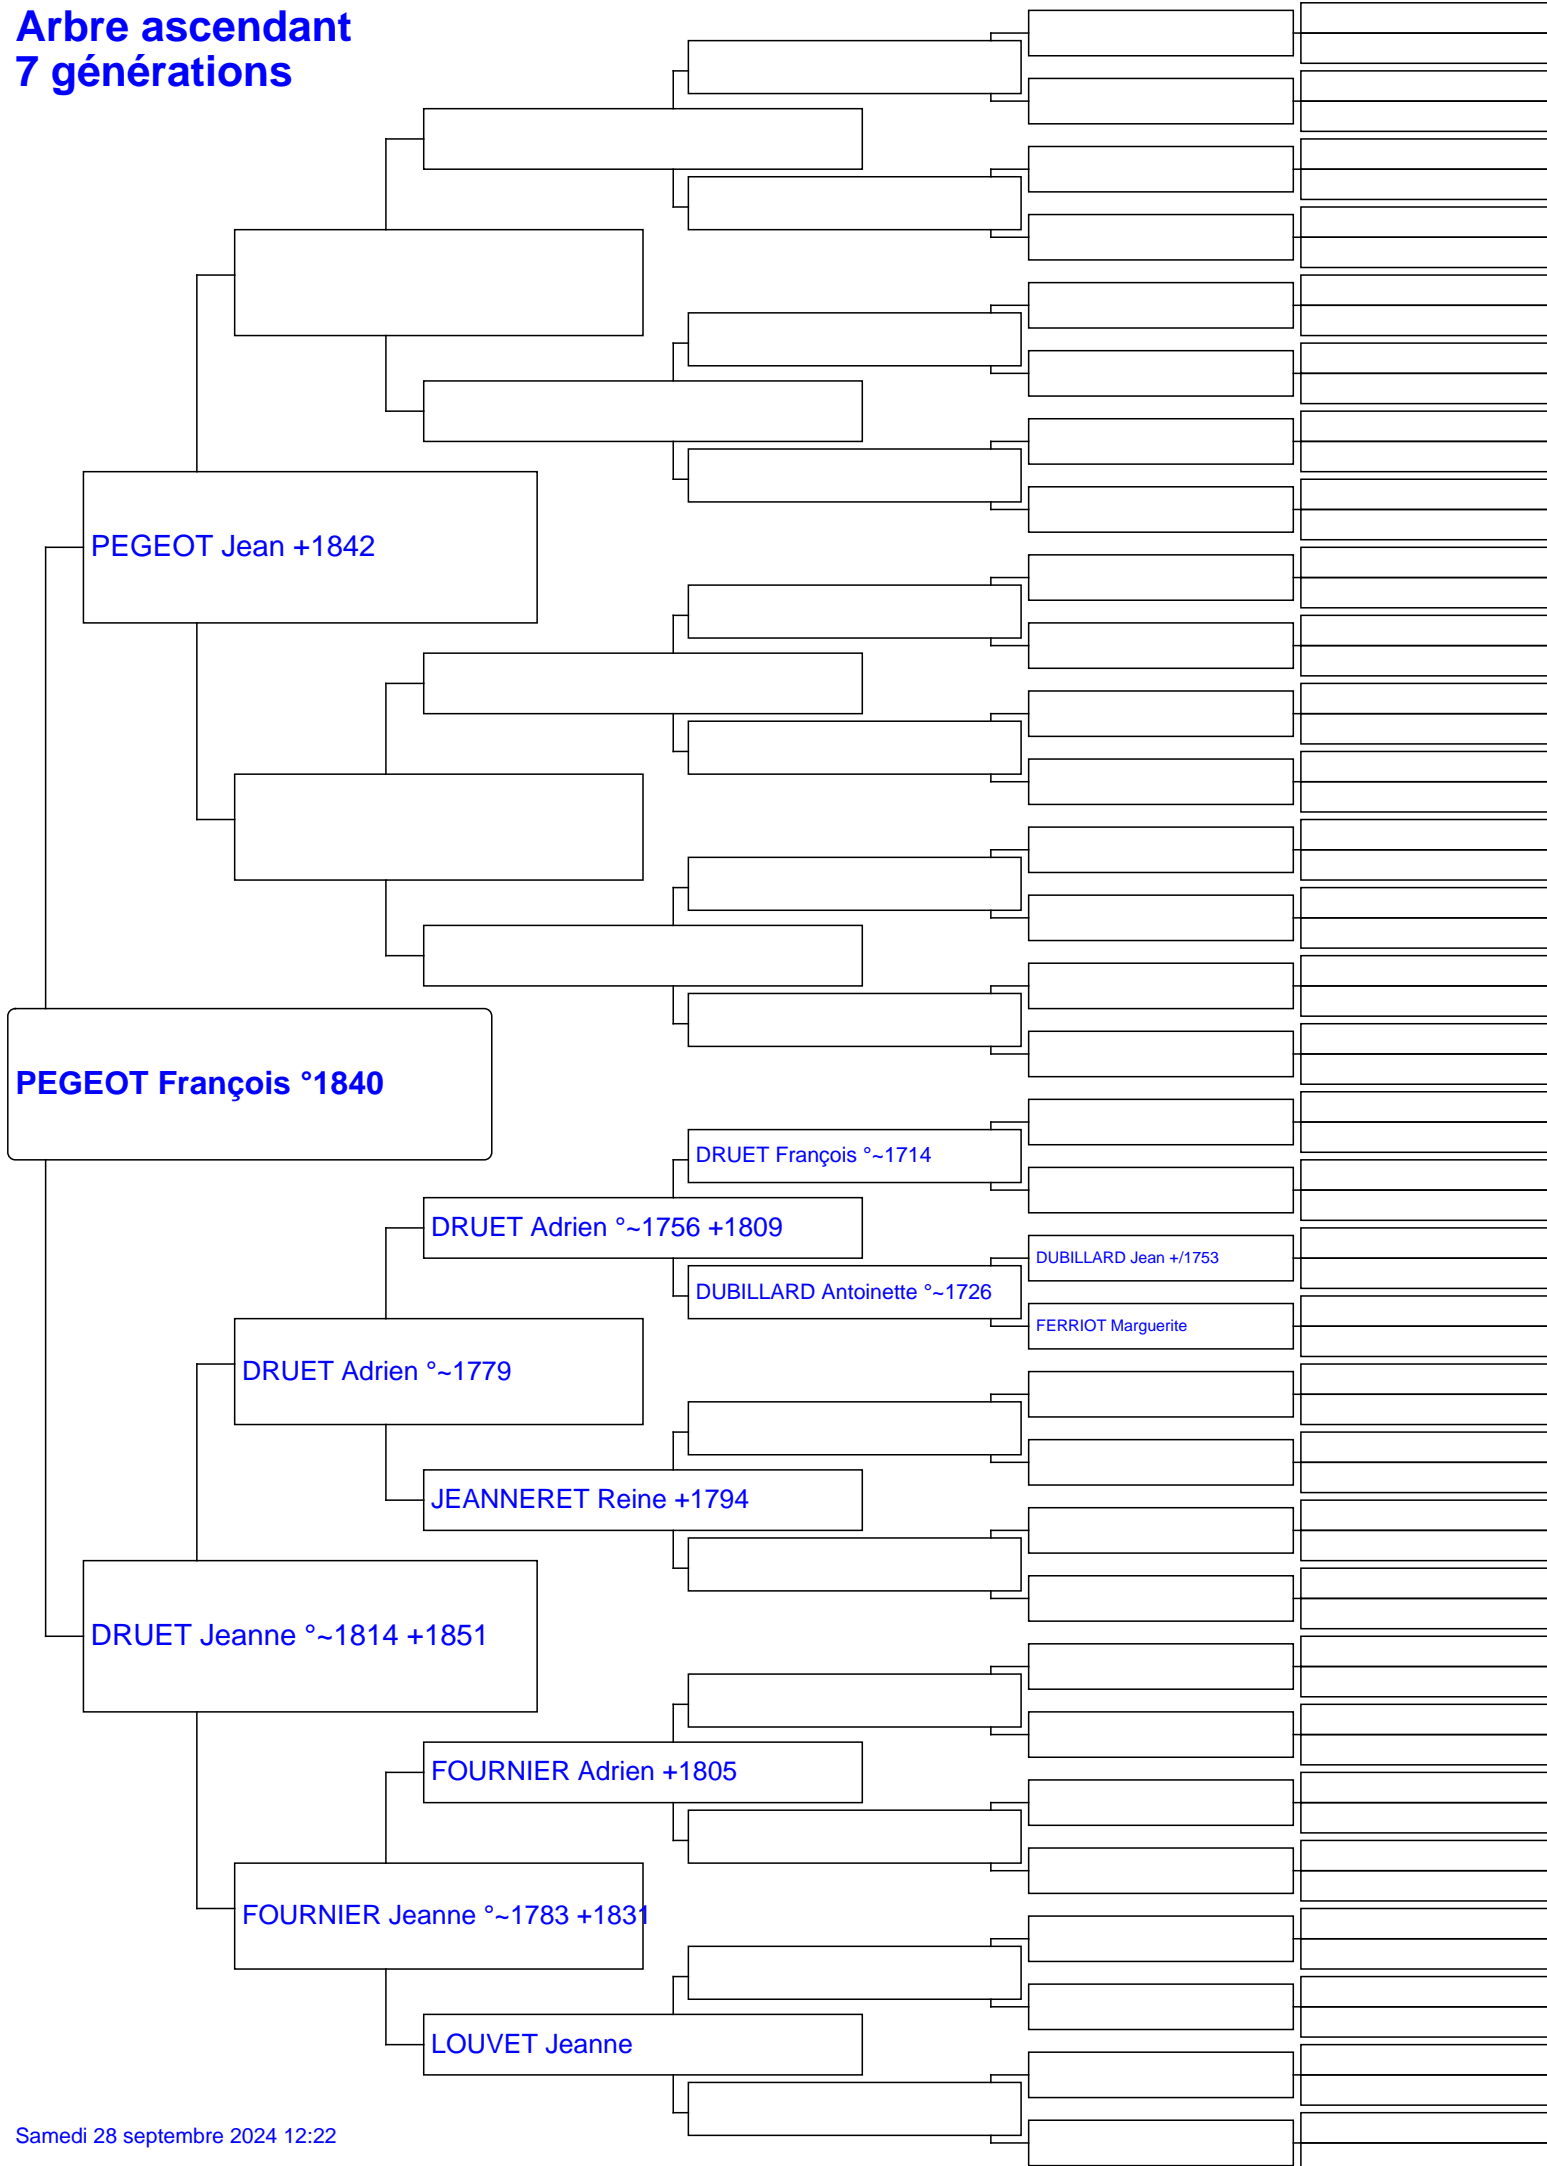 Arbre ascendant
7 générations
PEGEOT Jean +1842
PEGEOT François °1840
DRUET François °~1714
DRUET Adrien °~1756 +1809
DUBILLARD Jean +/1753
DUBILLARD Antoinette °~1726
FERRIOT Marguerite
DRUET Adrien °~1779
JEANNERET Reine +1794
DRUET Jeanne °~1814 +1851
FOURNIER Adrien +1805
FOURNIER Jeanne °~1783 +1831
LOUVET Jeanne
Samedi 28 septembre 2024 12:22